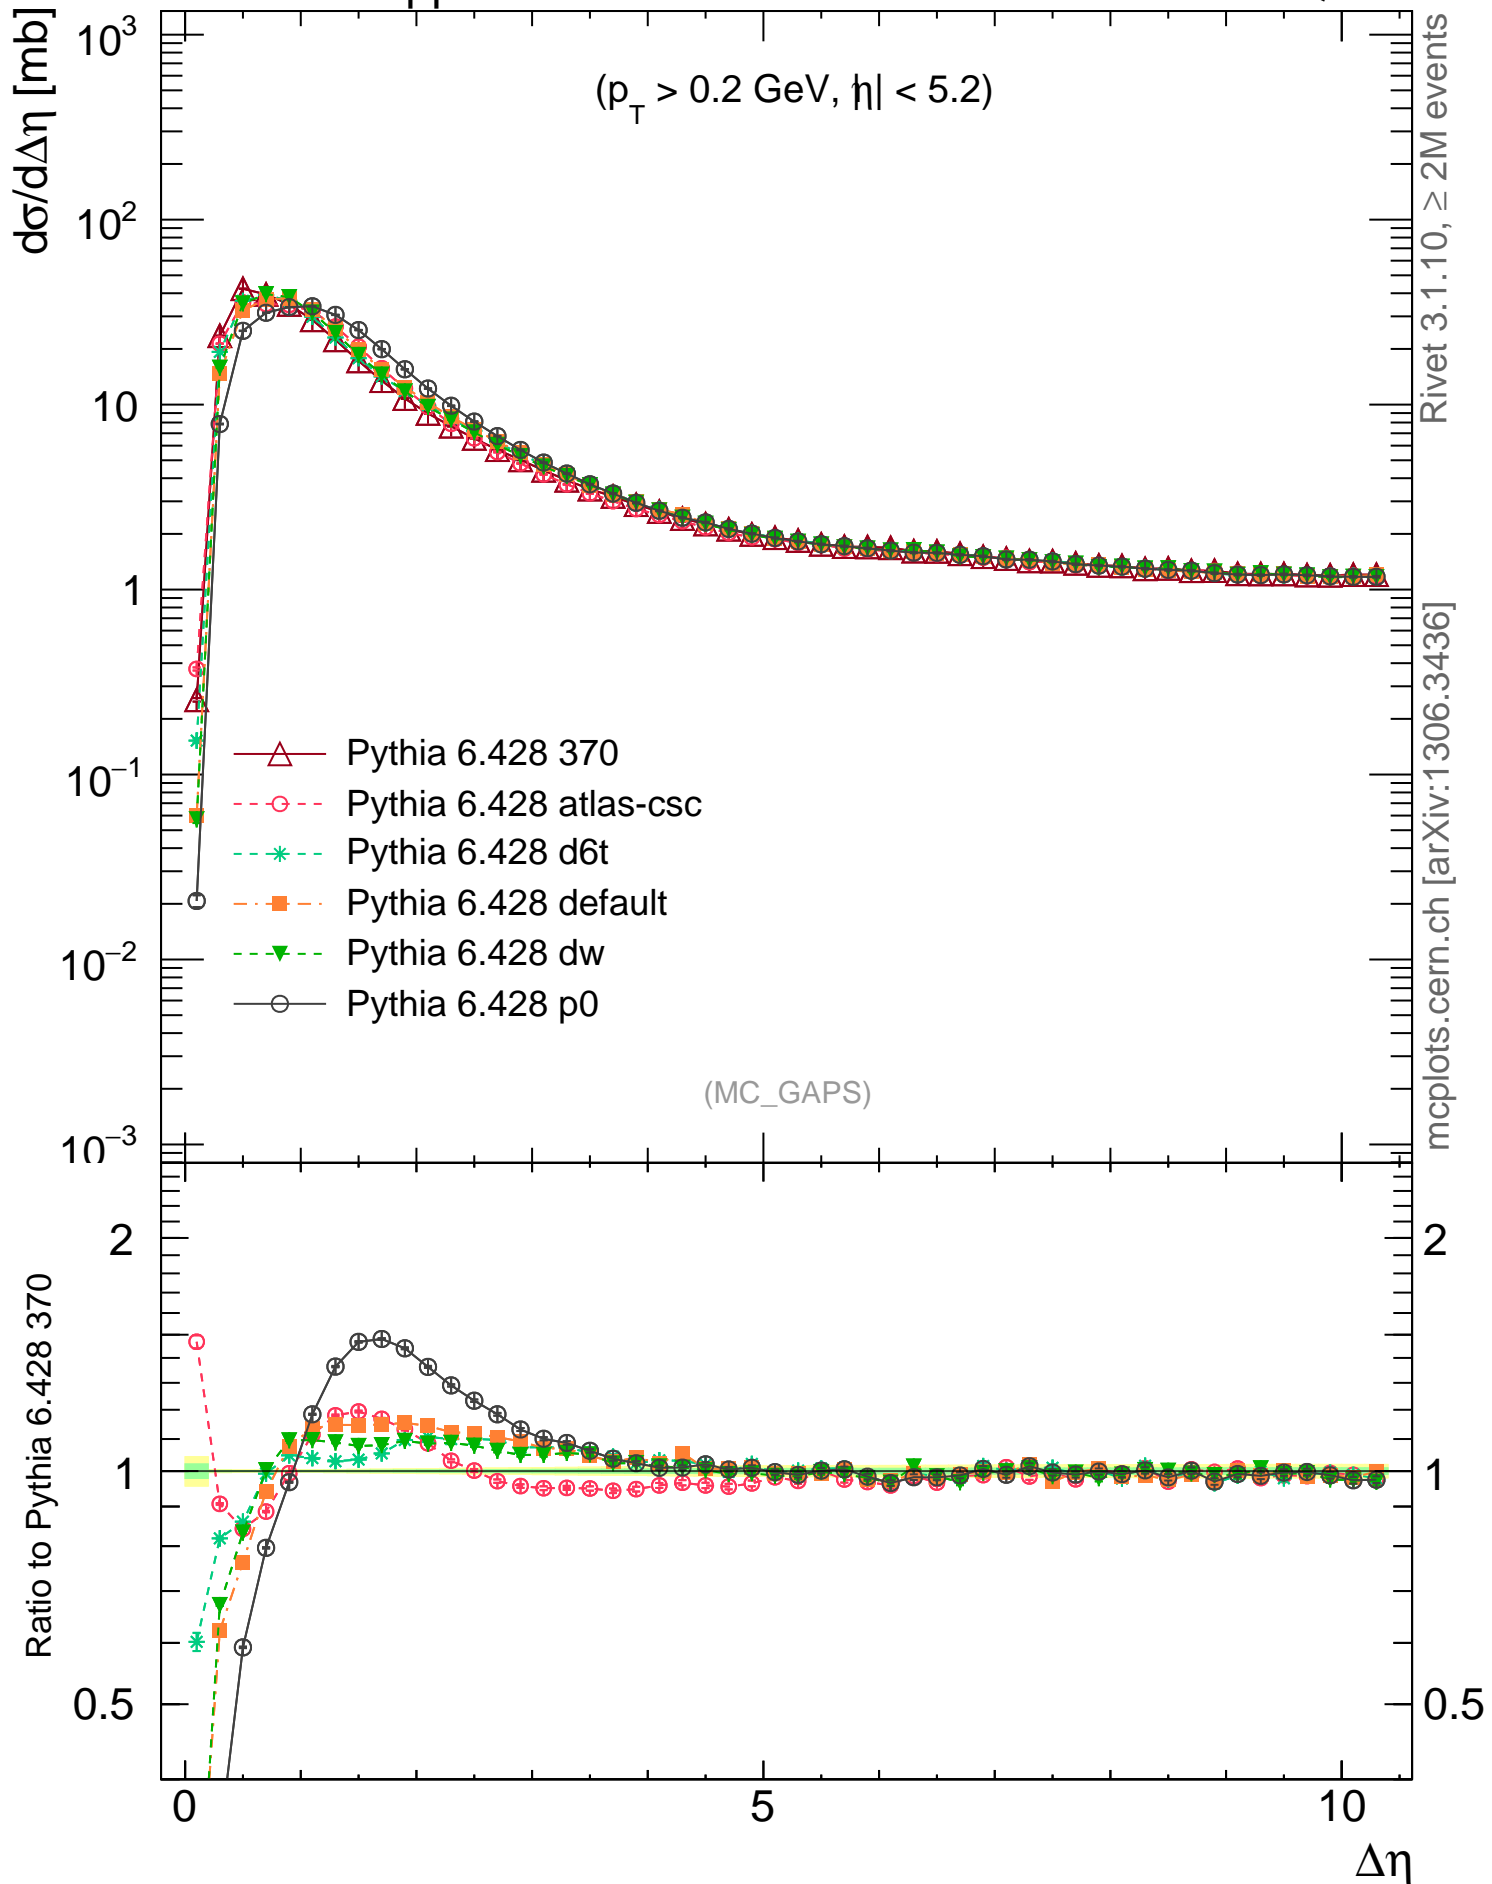 dσ/dΔη [mb]
(p_T > 0.2 GeV, |η| < 5.2)
10^3
10^2
10
1
10^−1
10^−2
10^−3
Pythia 6.428 370
Pythia 6.428 atlas-csc
Pythia 6.428 d6t
Pythia 6.428 default
Pythia 6.428 dw
Pythia 6.428 p0
(MC_GAPS)
Rivet 3.1.10, ≥ 2M events
mcplots.cern.ch [arXiv:1306.3436]
Ratio to Pythia 6.428 370
2
1
0.5
2
1
0.5
0
5
10
Δη